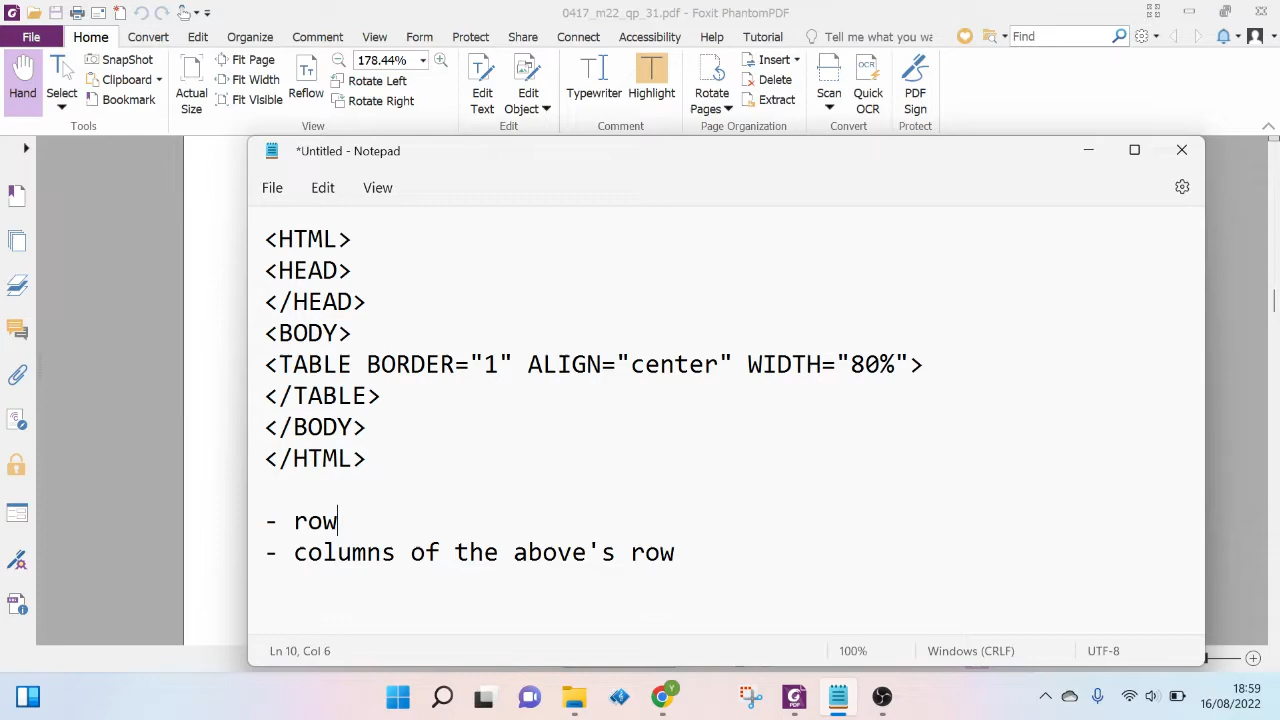 0417_m22_qp_31.pdf - Foxit PhantomPDF
File Home Convert Edit Organize Comment View Form Protect Share Connect Accessibility Help Tutorial Tell me what you wa Find
Hand
Select
SnapShot
Clipboard
Bookmark
Tools
Actual Size
Fit Page
Fit Width
Fit Visible
Reflow
178.44%
Rotate Left
Rotate Right
View
Edit Text
Edit Object
Edit
Typewriter
Highlight
Comment
Rotate Pages
Insert
Delete
Extract
Page Organization
Scan
Quick OCR
Convert
PDF Sign
Protect
*Untitled - Notepad
File Edit View
<HTML>
<HEAD>
</HEAD>
<BODY>
<TABLE BORDER="1" ALIGN="center" WIDTH="80%">
</TABLE>
</BODY>
</HTML>
- row
- columns of the above's row
Ln 10, Col 6 100% Windows (CRLF) UTF-8
18:59
16/08/2022